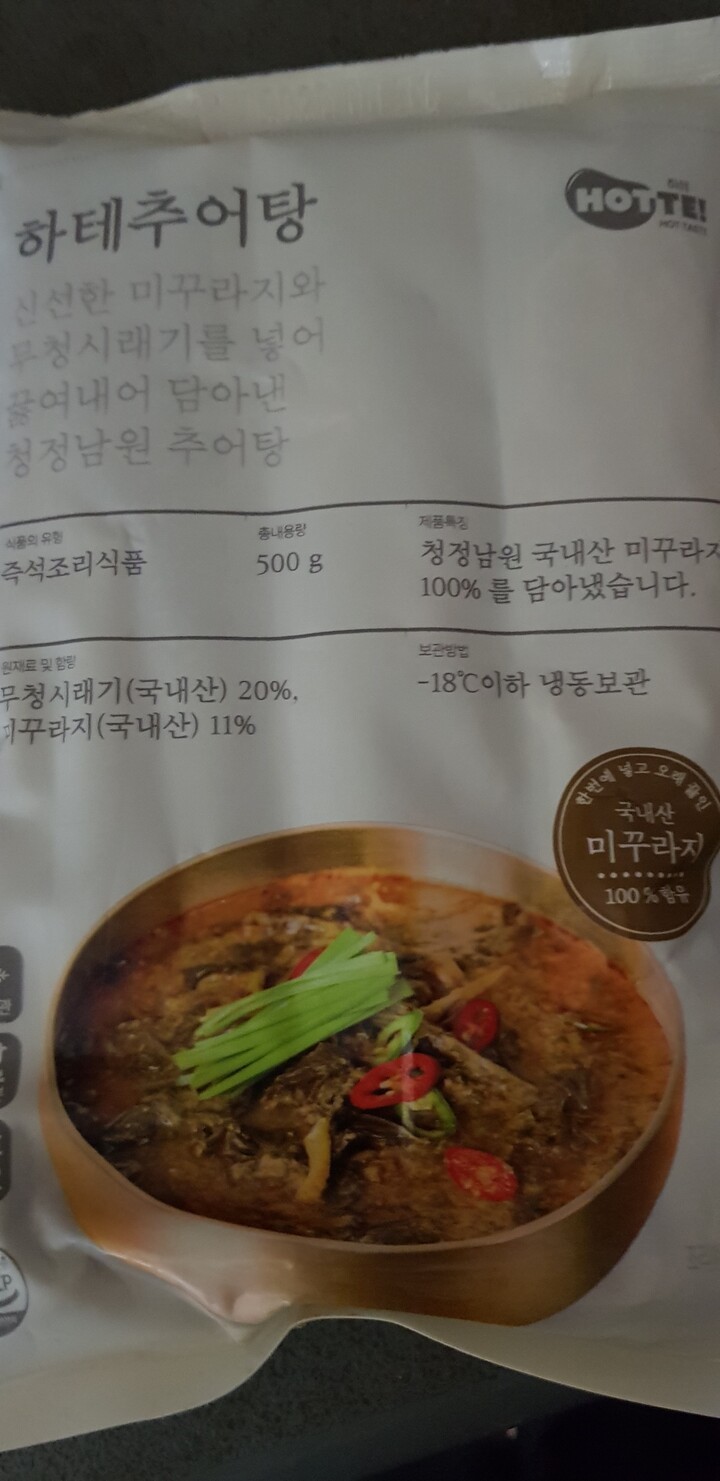 하테추어탕
HOTTE!
HOT TASTE
신선한 미꾸라지와
무청시래기를 넣어
끓여내어 담아낸
청정남원 추어탕
식품의 유형
즉석조리식품
총내용량
500 g
제품특징
청정남원 국내산 미꾸라지
100% 를 담아냈습니다.
원재료 및 함량
무청시래기(국내산) 20%,
미꾸라지(국내산) 11%
보관방법
-18℃이하 냉동보관
한번에 넣고 오래 끓인
국내산
미꾸라지
100% 함유